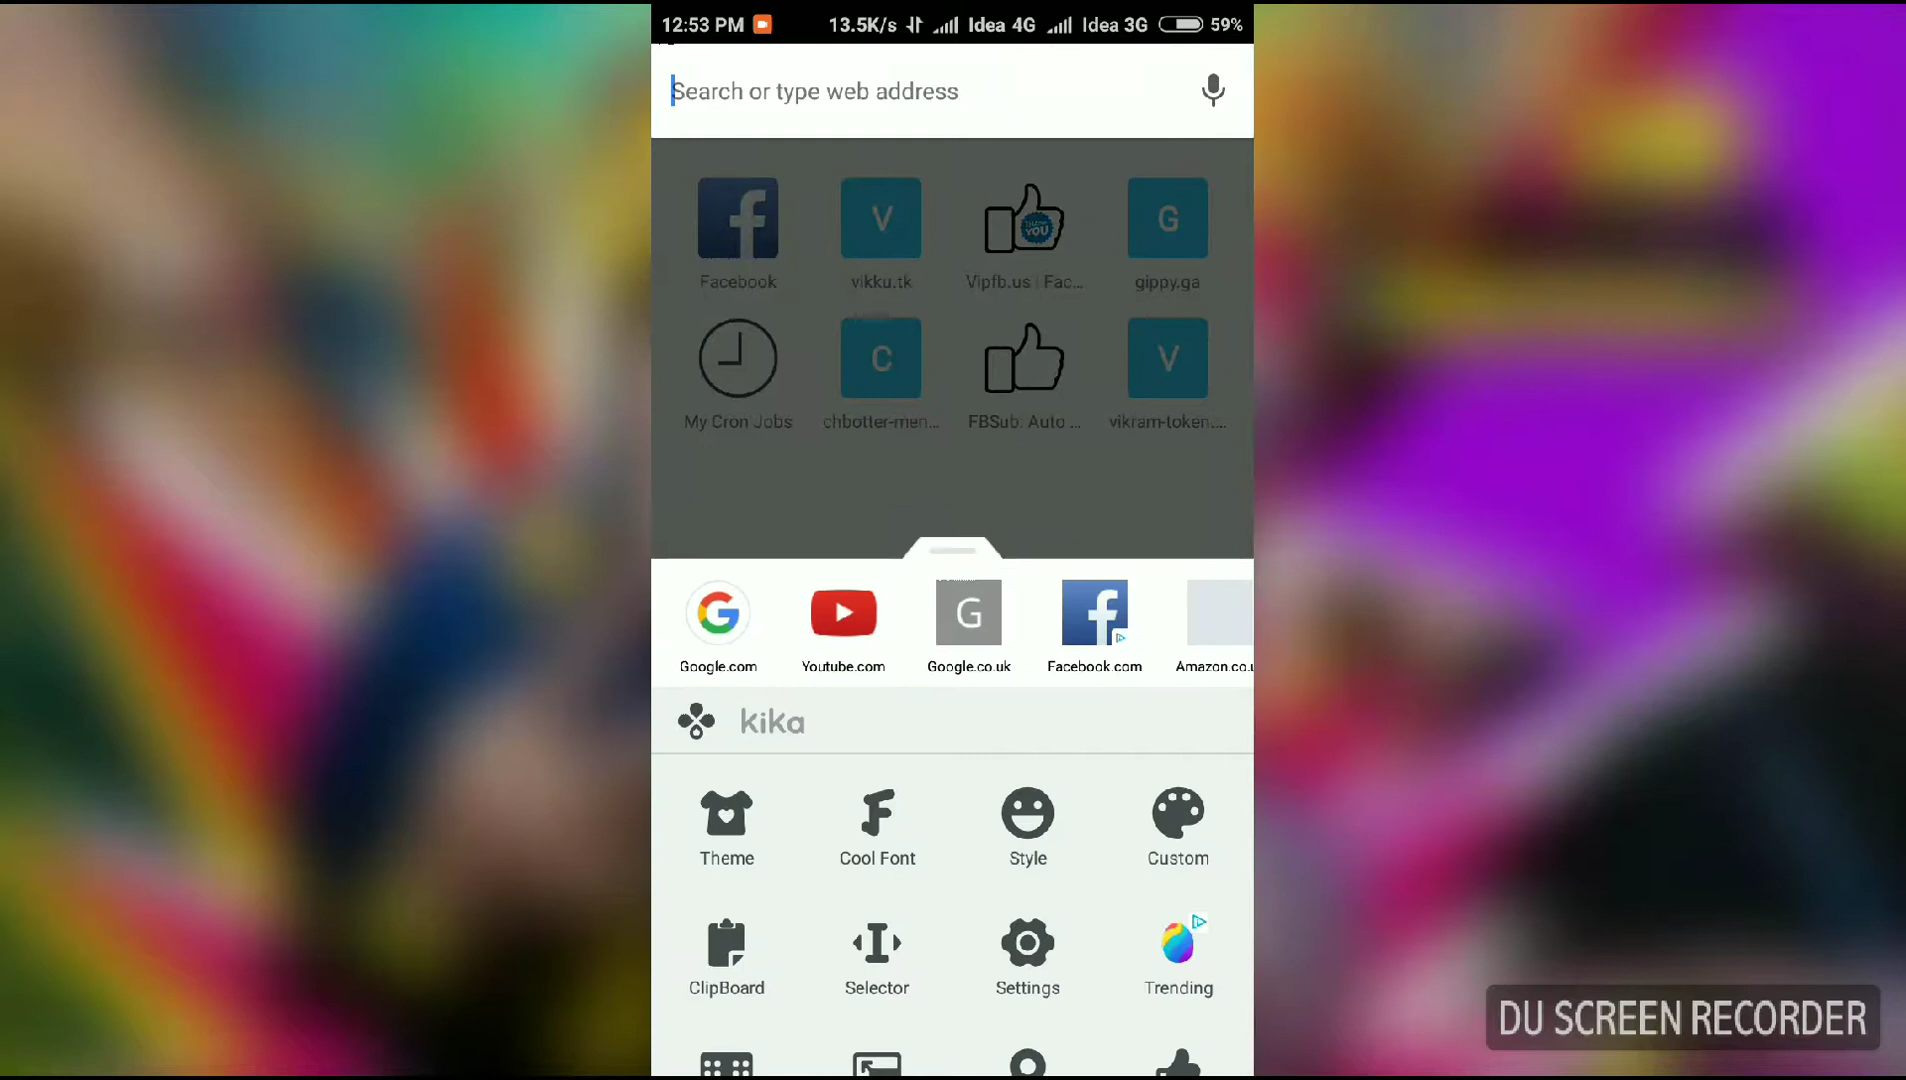 12:53 PM 13.5K/s Idea 4G Idea 3G 59%
Search or type web address
V THANK YOU G
Facebook vikku.tk Vipfb.us | Fac... gippy.ga
C V
My Cron Jobs chbotter-men... FBSub. Auto ... vikram-token....
G
Google.com Youtube.com Google.co.uk Facebook.com Amazon.co.u
kika
Theme Cool Font Style Custom
ClipBoard Selector Settings Trending
DU SCREEN RECORDER